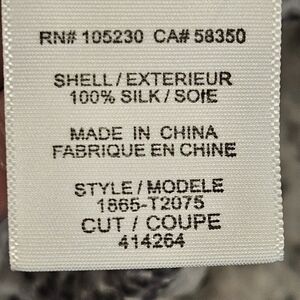 RN# 105230 CA# 58350
SHELL / EXTERIEUR
100% SILK / SOIE
MADE IN CHINA
FABRIQUE EN CHINE
STYLE / MODELE
1865-T2075
CUT / COUPE
414264